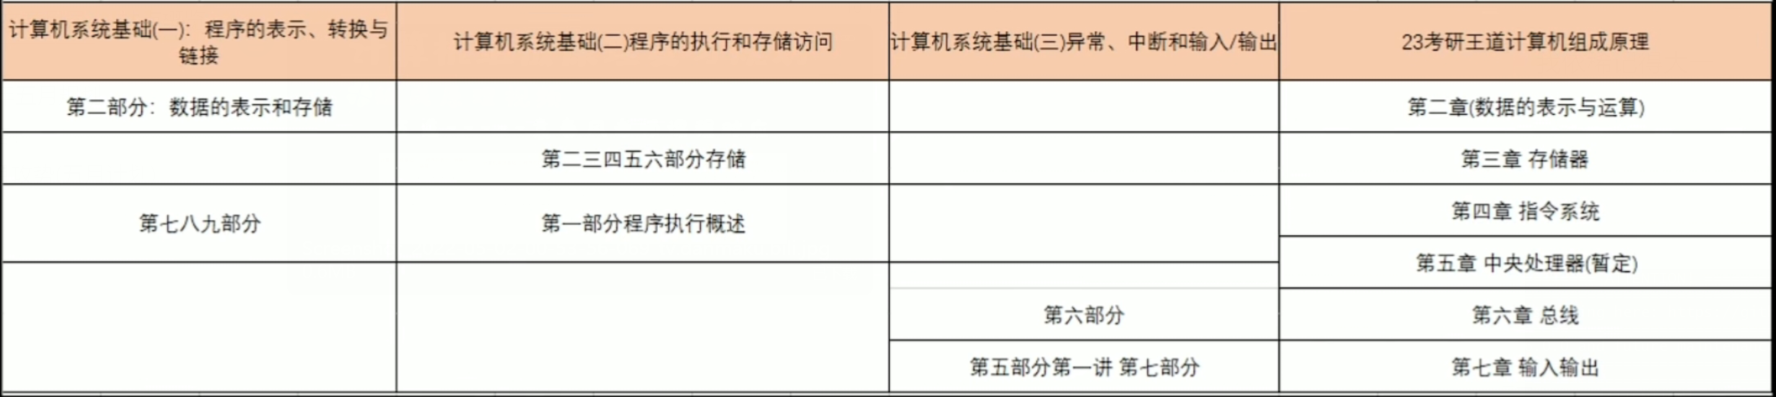 计算机系统基础(一)：程序的表示、转换与
链接
计算机系统基础(二)程序的执行和存储访问
计算机系统基础(三)异常、中断和输入/输出
23考研王道计算机组成原理
第二部分：数据的表示和存储
第二章(数据的表示与运算)
第二三四五六部分存储
第三章 存储器
第七八九部分
第一部分程序执行概述
第四章 指令系统
第五章 中央处理器(暂定)
第六部分
第六章 总线
第五部分第一讲 第七部分
第七章 输入输出